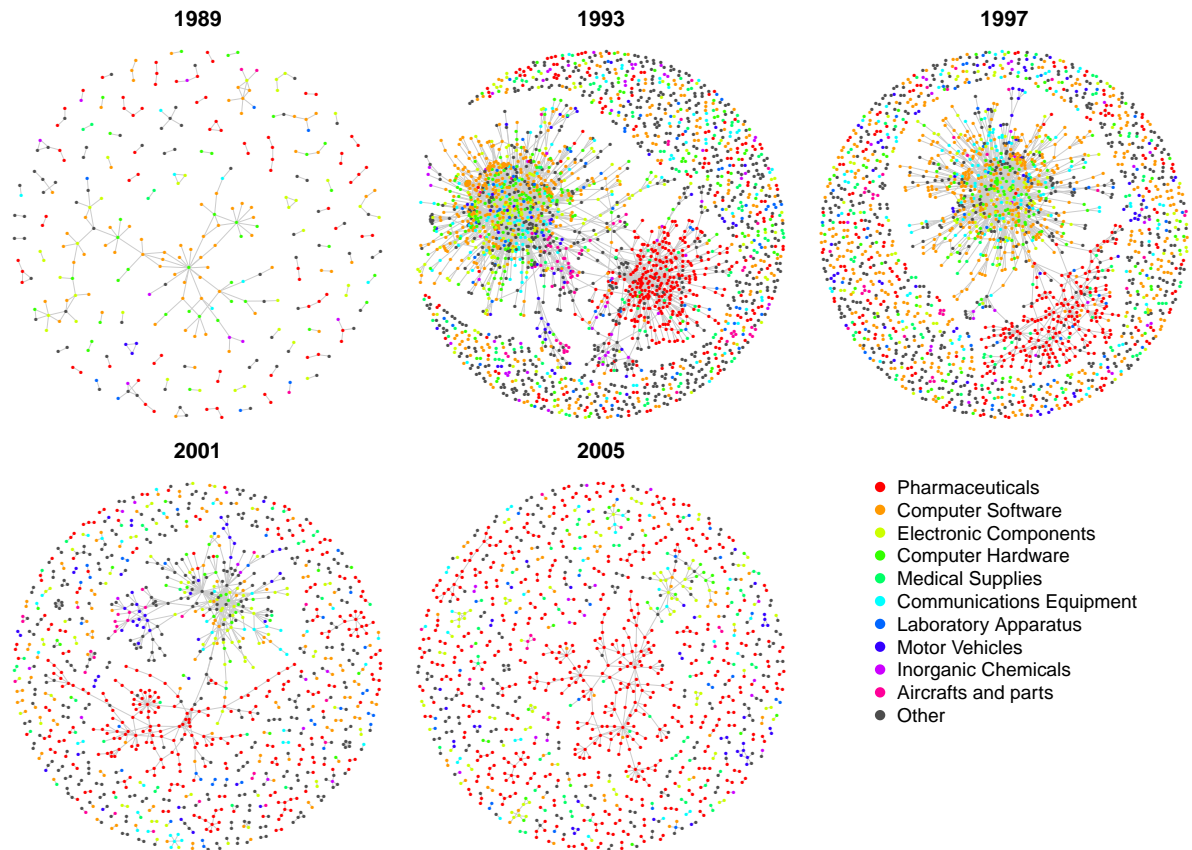 1989
1993
1997
2001
2005
Pharmaceuticals
Computer Software
Electronic Components
Computer Hardware
Medical Supplies
Communications Equipment
Laboratory Apparatus
Motor Vehicles
Inorganic Chemicals
Aircrafts and parts
Other